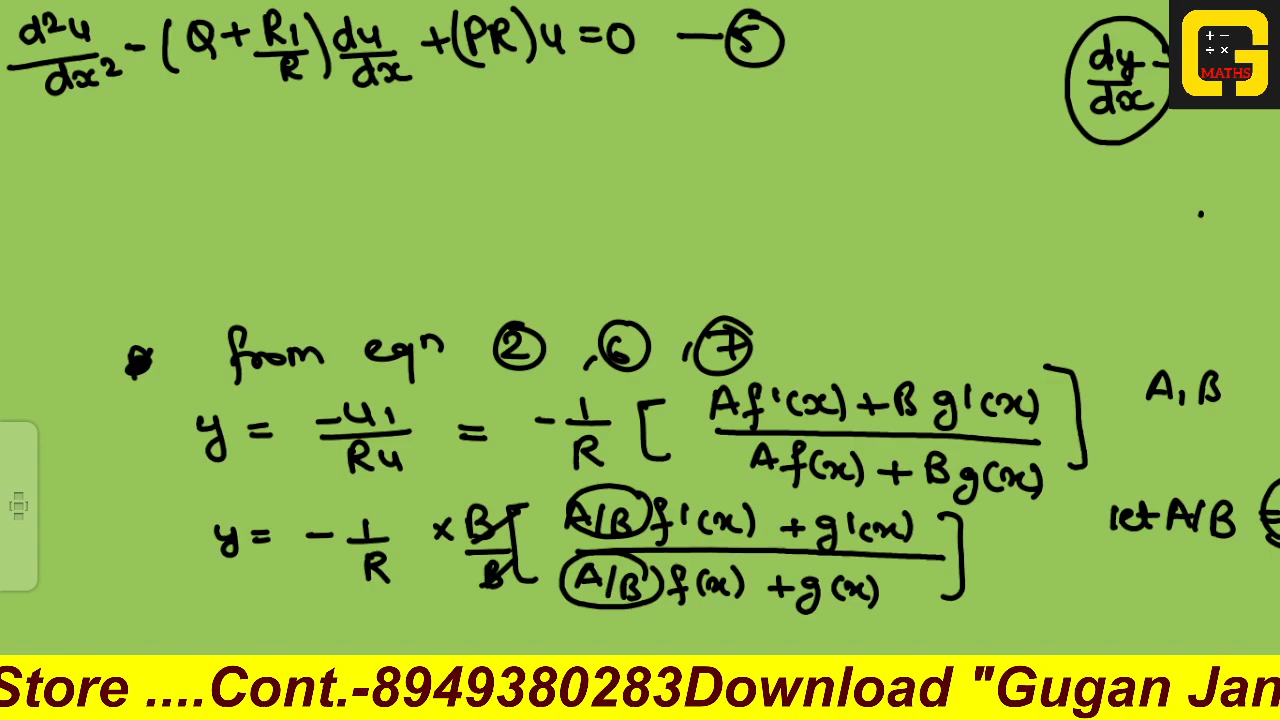 d²u/dx² - (Q + R1/R) du/dx + (PR)u = 0 — 5
dy/dx -
+ −
÷ ×
MATHS
from eqn 2, 6, 7
y = -u1/Ru = -1/R [ Af'(x) + Bg'(x) / Af(x) + Bg(x) ]
A, B
y = -1/R × B/B [ (A/B) f'(x) + g'(x) / (A/B) f(x) + g(x) ]
let A/B
Store ....Cont.-8949380283Download "Gugan Jan